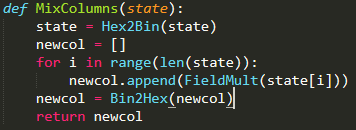 def MixColumns(state):
    state = Hex2Bin(state)
    newcol = []
    for i in range(len(state)):
        newcol.append(FieldMult(state[i]))
    newcol = Bin2Hex(newcol)
    return newcol